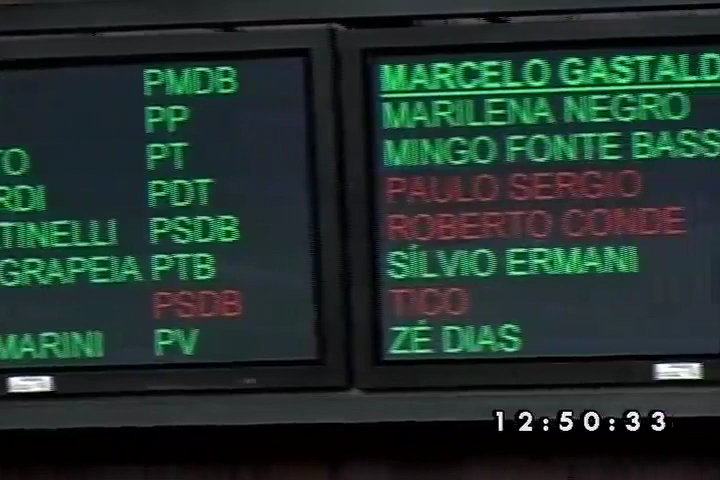 PMDB
PP
TO PT
RDI PDT
TINELLI PSDB
GRAPEIA PTB
PSDB
MARINI PV
MARCELO GASTALD
MARILENA NEGRO
MINGO FONTE BASS
PAULO SERGIO
ROBERTO CONDE
SÍLVIO ERMANI
TICO
ZÉ DIAS
12:50:33